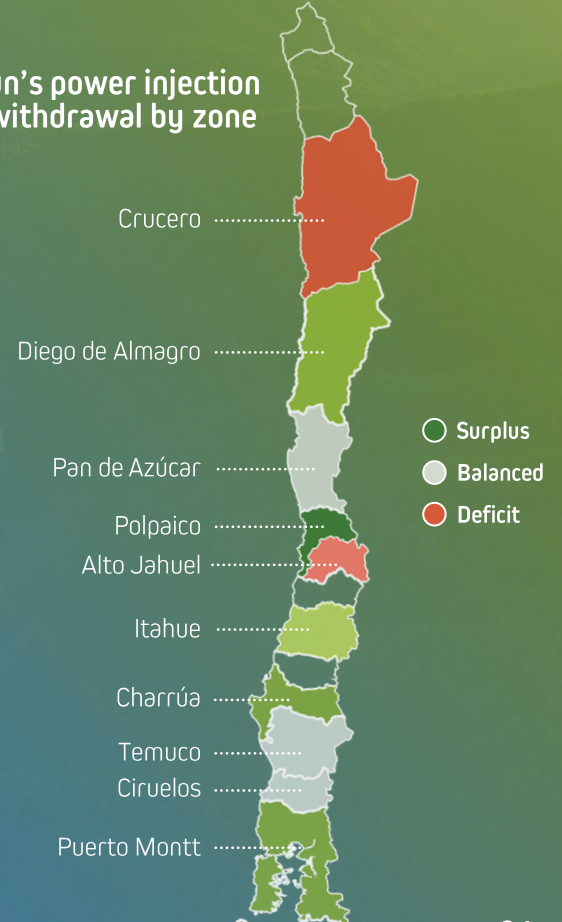 power injection
withdrawal by zone
Crucero
Diego de Almagro
Pan de Azúcar
Polpaico
Alto Jahuel
Itahue
Charrúa
Temuco
Ciruelos
Puerto Montt
Surplus
Balanced
Deficit